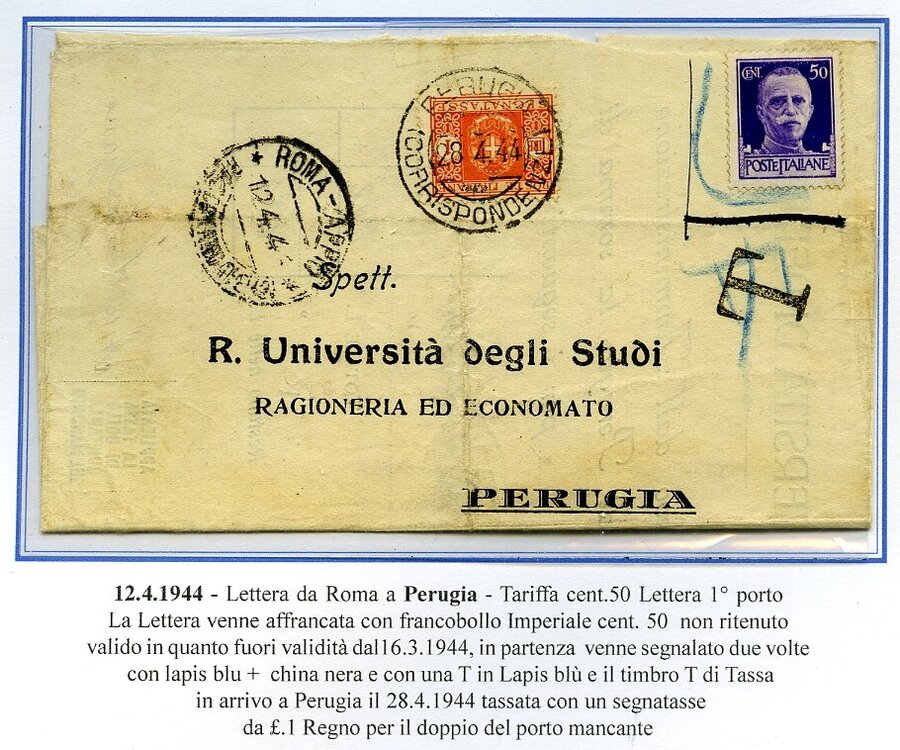 CENT. 50
POSTE ITALIANE
PERUGIA
28.4.44
(CORRISPONDENZE
SEGNATASSE
ROMA-APPIO
12.4.4
T
Spett.
R. Università degli Studi
RAGIONERIA ED ECONOMATO
PERUGIA
12.4.1944 - Lettera da Roma a Perugia - Tariffa cent.50 Lettera 1° porto
La Lettera venne affrancata con francobollo Imperiale cent. 50 non ritenuto
valido in quanto fuori validità dal16.3.1944, in partenza venne segnalato due volte
con lapis blu + china nera e con una T in Lapis blù e il timbro T di Tassa
in arrivo a Perugia il 28.4.1944 tassata con un segnatasse
da £.1 Regno per il doppio del porto mancante